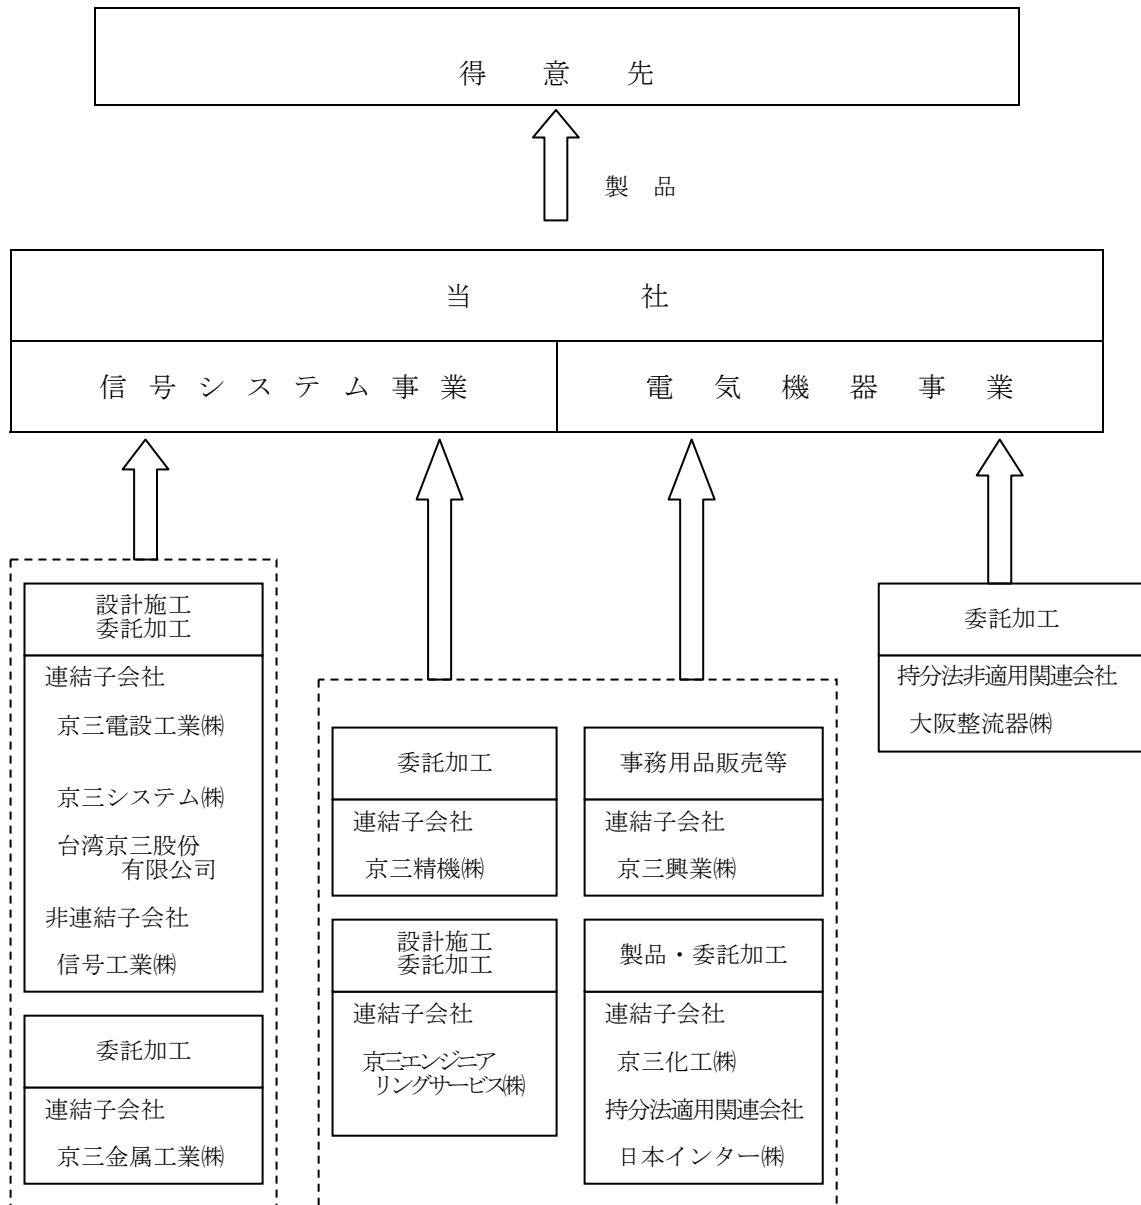 得意先
製品
当社
信号システム事業
電気機器事業
設計施工
委託加工
連結子会社
京三電設工業㈱
京三システム㈱
台湾京三股份
有限公司
非連結子会社
信号工業㈱
委託加工
連結子会社
京三金属工業㈱
委託加工
連結子会社
京三精機㈱
設計施工
委託加工
連結子会社
京三エンジニア
リングサービス㈱
事務用品販売等
連結子会社
京三興業㈱
製品・委託加工
連結子会社
京三化工㈱
持分法適用関連会社
日本インター㈱
委託加工
持分法非適用関連会社
大阪整流器㈱